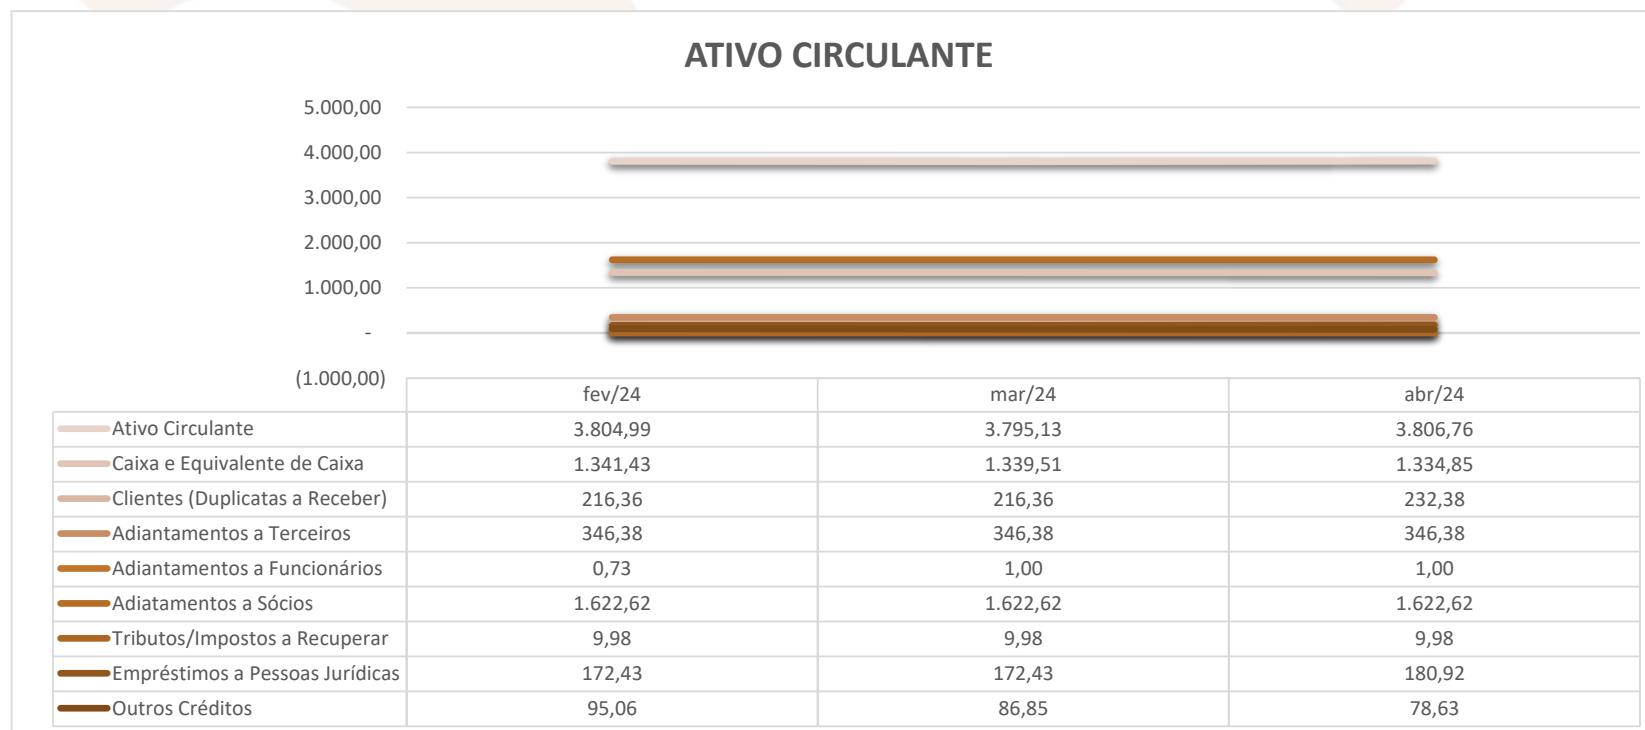 ATIVO CIRCULANTE
5.000,00
4.000,00
3.000,00
2.000,00
1.000,00
-
(1.000,00)
fev/24 mar/24 abr/24
Ativo Circulante 3.804,99 3.795,13 3.806,76
Caixa e Equivalente de Caixa 1.341,43 1.339,51 1.334,85
Clientes (Duplicatas a Receber) 216,36 216,36 232,38
Adiantamentos a Terceiros 346,38 346,38 346,38
Adiantamentos a Funcionários 0,73 1,00 1,00
Adiatamentos a Sócios 1.622,62 1.622,62 1.622,62
Tributos/Impostos a Recuperar 9,98 9,98 9,98
Empréstimos a Pessoas Jurídicas 172,43 172,43 180,92
Outros Créditos 95,06 86,85 78,63